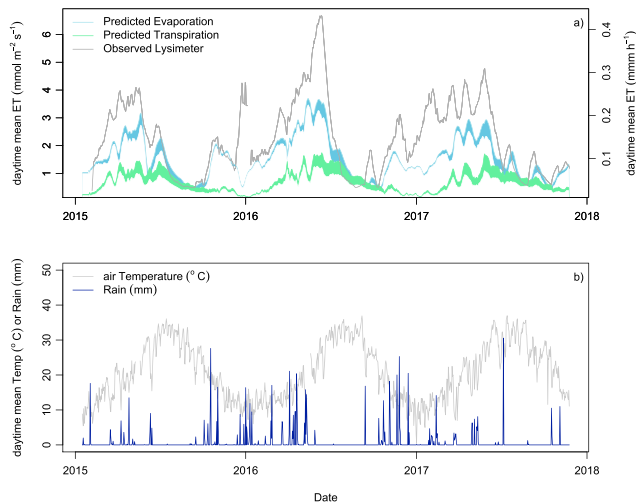 Predicted Evaporation
Predicted Transpiration
Observed Lysimeter
a)
daytime mean ET (mmol m⁻² s⁻¹)
6
5
4
3
2
1
daytime mean ET (mmm h⁻¹)
0.4
0.3
0.2
0.1
2015
2016
2017
2018
air Temperature (° C)
Rain (mm)
b)
daytime mean Temp (° C) or Rain (mm)
50
40
30
20
10
0
2015
2016
2017
2018
Date